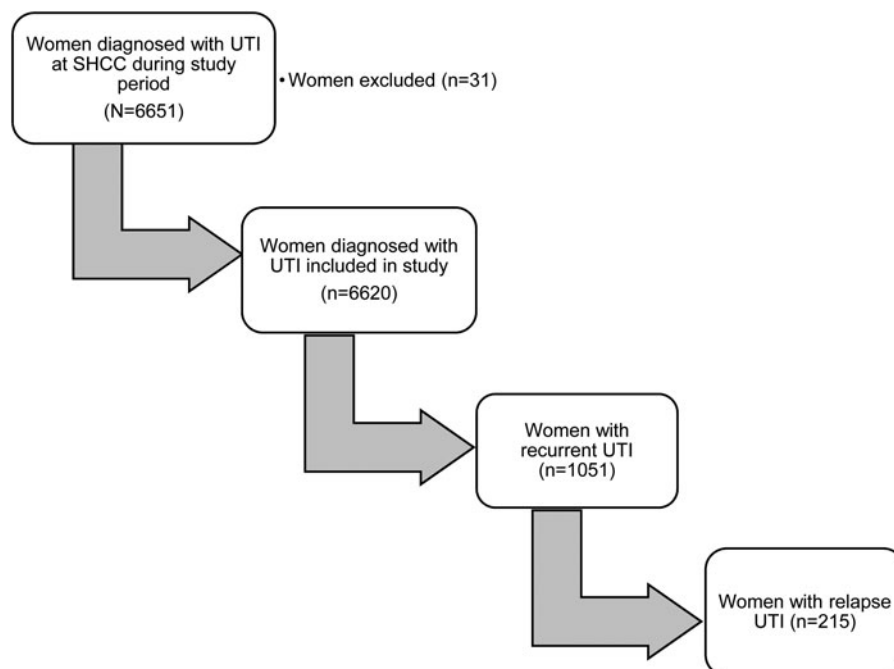 Women diagnosed with UTI
at SHCC during study
period
(N=6651)
• Women excluded (n=31)
Women diagnosed with
UTI included in study
(n=6620)
Women with
recurrent UTI
(n=1051)
Women with relapse
UTI (n=215)